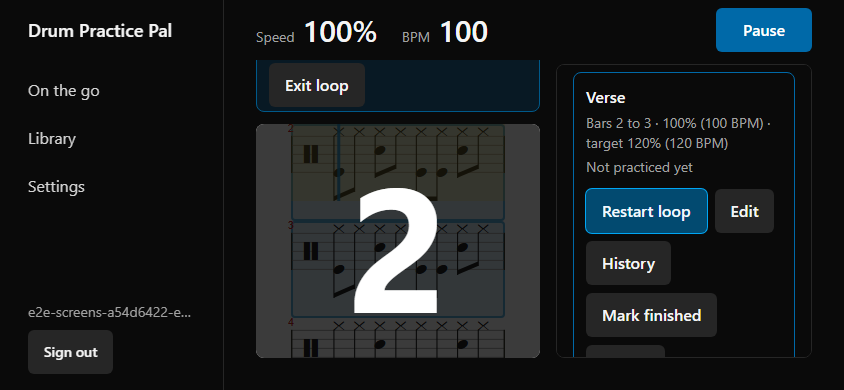 Drum Practice Pal
On the go
Library
Settings
e2e-screens-a54d6422-e...
Sign out
Speed 100% BPM 100
Pause
Exit loop
2
2
3
4
Verse
Bars 2 to 3 · 100% (100 BPM) ·
target 120% (120 BPM)
Not practiced yet
Restart loop
Edit
History
Mark finished